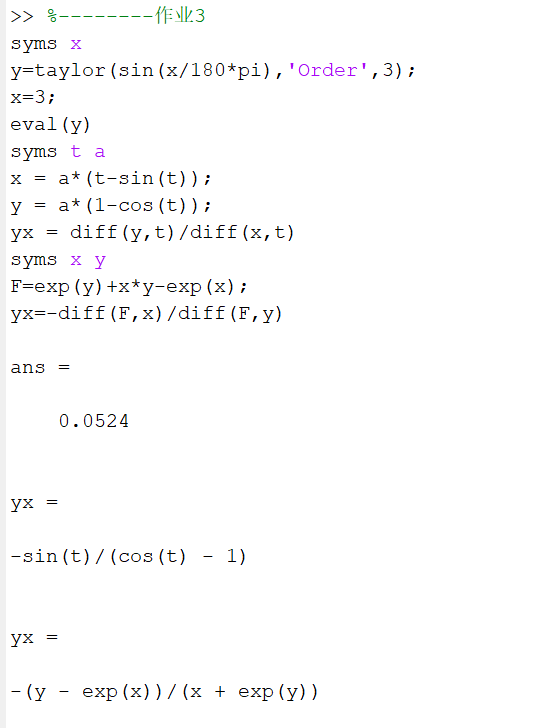 >> %--------作业3
syms x
y=taylor(sin(x/180*pi),'Order',3);
x=3;
eval(y)
syms t a
x = a*(t-sin(t));
y = a*(1-cos(t));
yx = diff(y,t)/diff(x,t)
syms x y
F=exp(y)+x*y-exp(x);
yx=-diff(F,x)/diff(F,y)
ans =
0.0524
yx =
-sin(t)/(cos(t) - 1)
yx =
-(y - exp(x))/(x + exp(y))